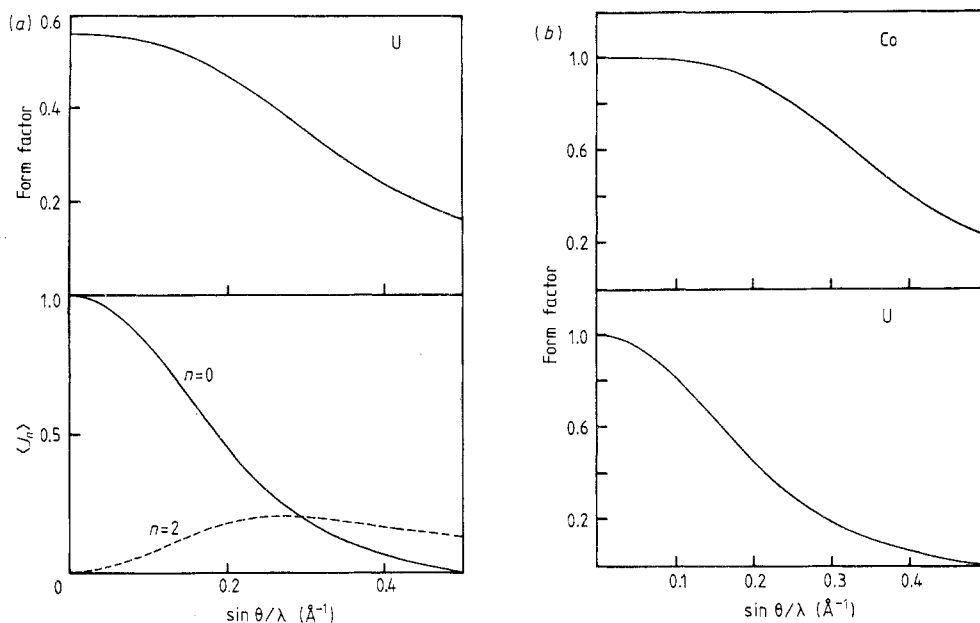 (a)
0.6
U
0.4
0.2
Form factor
1.0
n=0
0.5
⟨Jₙ⟩
n=2
0
0.2
0.4
sin θ/λ (Å⁻¹)
(b)
Co
1.0
0.6
0.2
Form factor
U
1.0
0.6
0.2
0.1
0.2
0.3
0.4
sin θ/λ (Å⁻¹)